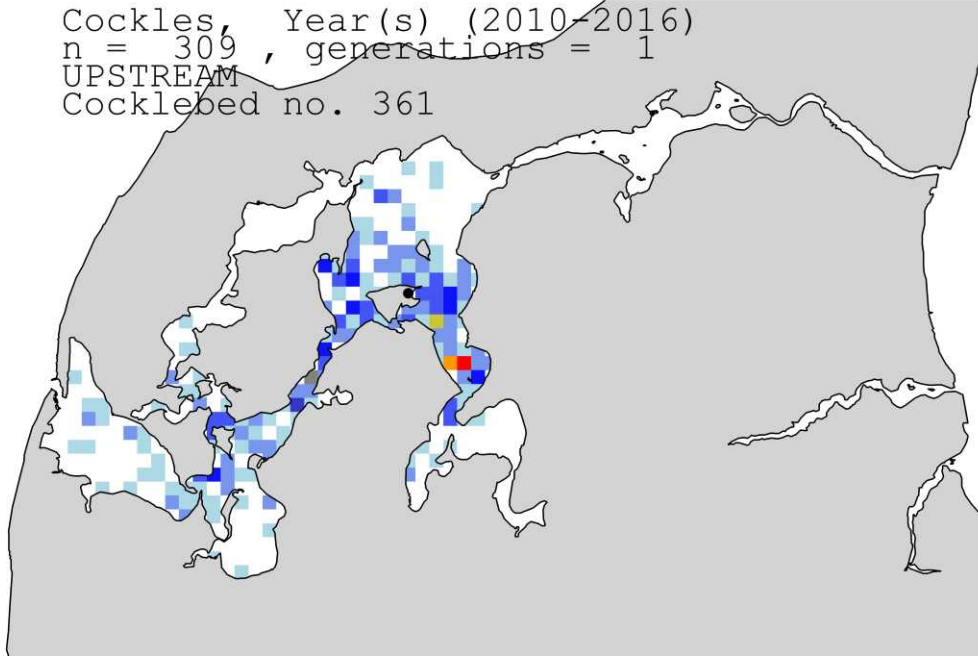 Cockles,  Year(s) (2010-2016)
n =  309 , generations =  1
UPSTREAM
Cocklebed no. 361